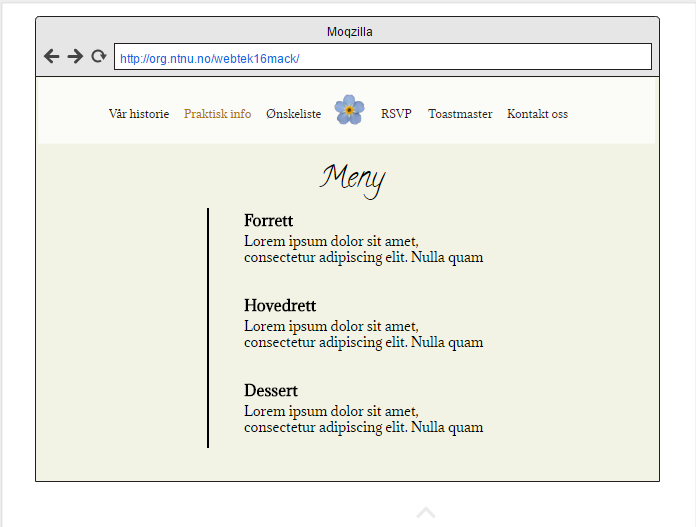 Moqzilla
http://org.ntnu.no/webtek16mack/
Vår historie Praktisk info Ønskeliste RSVP Toastmaster Kontakt oss
Meny
Forrett
Lorem ipsum dolor sit amet,
consectetur adipiscing elit. Nulla quam
Hovedrett
Lorem ipsum dolor sit amet,
consectetur adipiscing elit. Nulla quam
Dessert
Lorem ipsum dolor sit amet,
consectetur adipiscing elit. Nulla quam